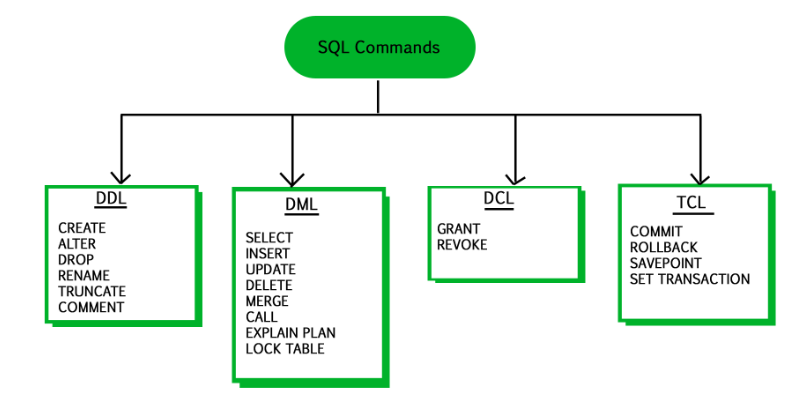 SQL Commands
DDL
CREATE
ALTER
DROP
RENAME
TRUNCATE
COMMENT
DML
SELECT
INSERT
UPDATE
DELETE
MERGE
CALL
EXPLAIN PLAN
LOCK TABLE
DCL
GRANT
REVOKE
TCL
COMMIT
ROLLBACK
SAVEPOINT
SET TRANSACTION